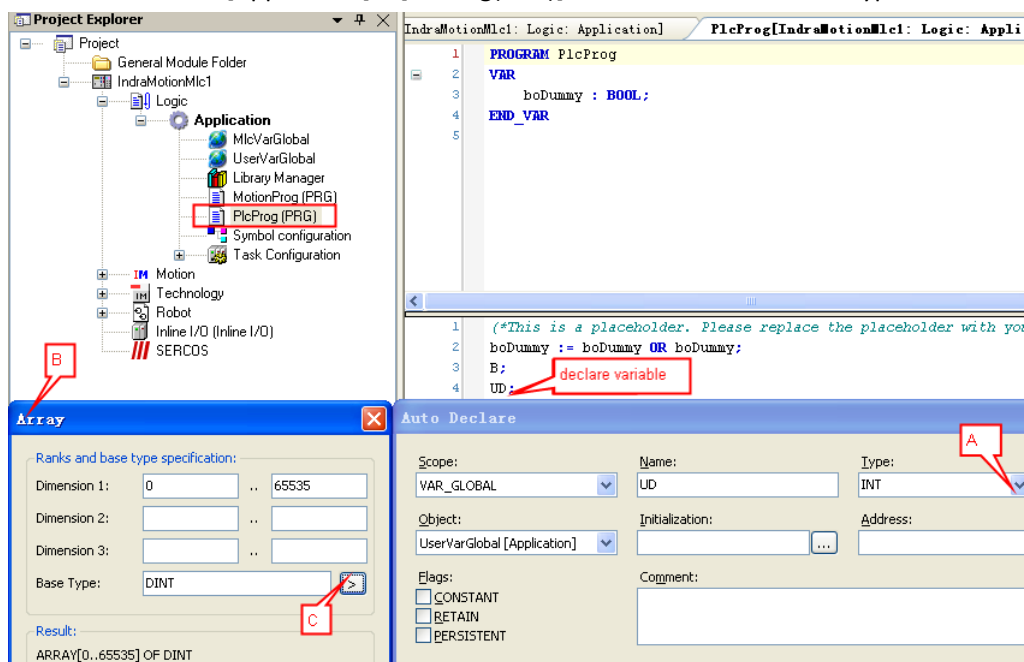 Project Explorer
Project
General Module Folder
IndraMotionMlc1
Logic
Application
MlcVarGlobal
UserVarGlobal
Library Manager
MotionProg (PRG)
PlcProg (PRG)
Symbol configuration
Task Configuration
IM Motion
IM Technology
Robot
Inline I/O (Inline I/O)
SERCOS
B
IndraMotionMlc1: Logic: Application]
PlcProg[IndraMotionMlc1: Logic: Appli
1 PROGRAM PlcProg
2 VAR
3 boDummy : BOOL;
4 END_VAR
5
1 (*This is a placeholder. Please replace the placeholder with you
2 boDummy := boDummy OR boDummy;
3 B;
4 UD;
declare variable
Array
Ranks and base type specification:
Dimension 1: 0 .. 65535
Dimension 2: ..
Dimension 3: ..
Base Type: DINT >
C
Result:
ARRAY[0..65535] OF DINT
Auto Declare
A
Scope: Name: Type:
VAR_GLOBAL UD INT
Object: Initialization: Address:
UserVarGlobal [Application] ...
Flags: Comment:
CONSTANT
RETAIN
PERSISTENT